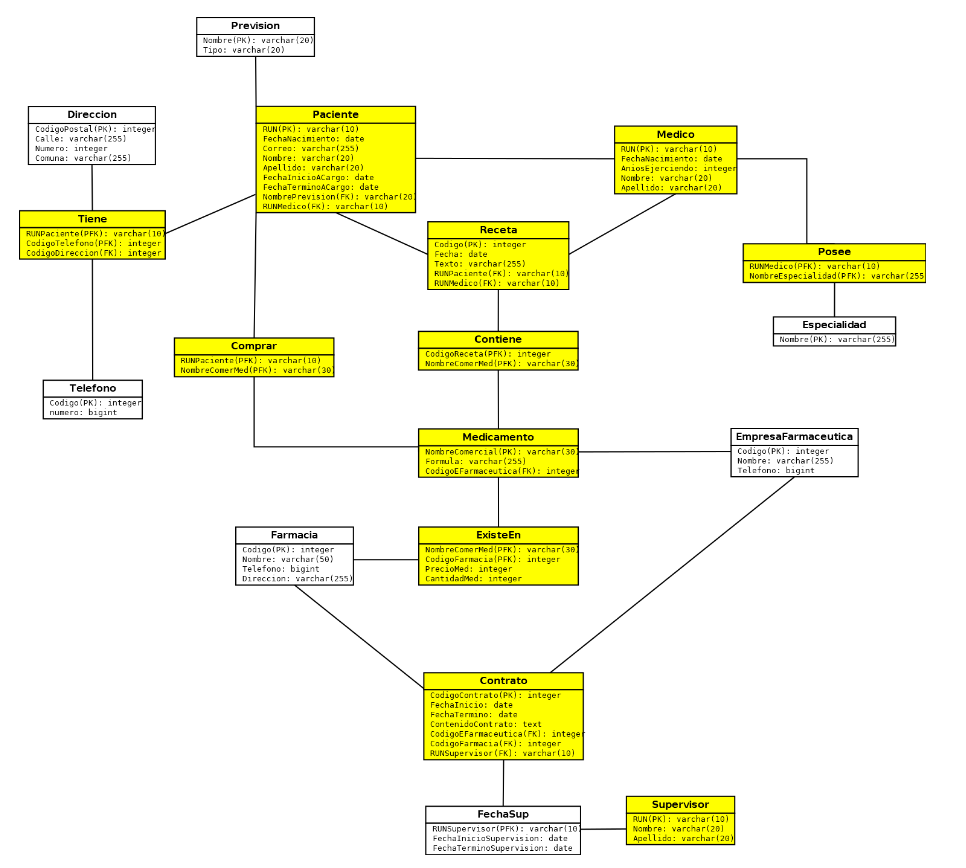 Prevision
Nombre(PK): varchar(20)
Tipo: varchar(20)
Direccion
CodigoPostal(PK): integer
Calle: varchar(255)
Numero: integer
Comuna: varchar(255)
Paciente
RUN(PK): varchar(10)
FechaNacimiento: date
Correo: varchar(255)
Nombre: varchar(20)
Apellido: varchar(20)
FechaInicioACargo: date
FechaTerminoACargo: date
NombrePrevision(FK): varchar(20)
RUNMedico(FK): varchar(10)
Medico
RUN(PK): varchar(10)
FechaNacimiento: date
AniosEjerciendo: integer
Nombre: varchar(20)
Apellido: varchar(20)
Tiene
RUNPaciente(PFK): varchar(10)
CodigoTelefono(PFK): integer
CodigoDireccion(FK): integer
Receta
Codigo(PK): integer
Fecha: date
Texto: varchar(255)
RUNPaciente(FK): varchar(10)
RUNMedico(FK): varchar(10)
Posee
RUNMedico(PFK): varchar(10)
NombreEspecialidad(PFK): varchar(255
Especialidad
Nombre(PK): varchar(255)
Comprar
RUNPaciente(PFK): varchar(10)
NombreComerMed(PFK): varchar(30)
Contiene
CodigoReceta(PFK): integer
NombreComerMed(PFK): varchar(30)
Telefono
Codigo(PK): integer
numero: bigint
Medicamento
NombreComercial(PK): varchar(30)
Formula: varchar(255)
CodigoEFarmaceutica(FK): integer
EmpresaFarmaceutica
Codigo(PK): integer
Nombre: varchar(255)
Telefono: bigint
Farmacia
Codigo(PK): integer
Nombre: varchar(50)
Telefono: bigint
Direccion: varchar(255)
ExisteEn
NombreComerMed(PFK): varchar(30)
CodigoFarmacia(PFK): integer
PrecioMed: integer
CantidadMed: integer
Contrato
CodigoContrato(PK): integer
FechaInicio: date
FechaTermino: date
ContenidoContrato: text
CodigoEFarmaceutica(FK): integer
CodigoFarmacia(FK): integer
RUNSupervisor(FK): varchar(10)
FechaSup
RUNSupervisor(PFK): varchar(10)
FechaInicioSupervision: date
FechaTerminoSupervision: date
Supervisor
RUN(PK): varchar(10)
Nombre: varchar(20)
Apellido: varchar(20)